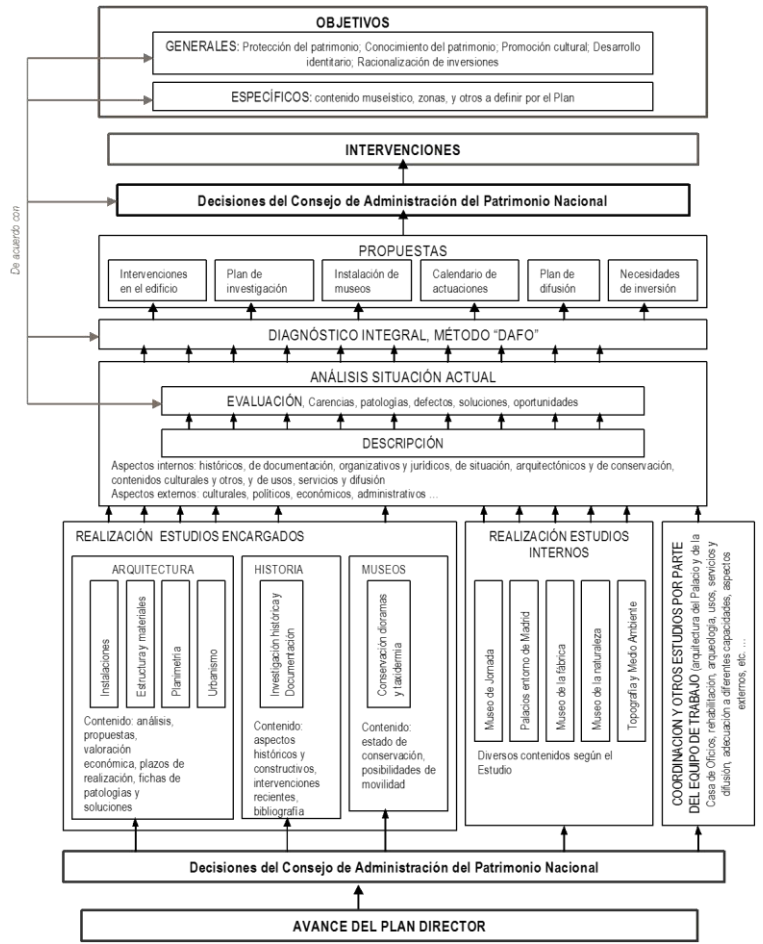 OBJETIVOS
GENERALES: Protección del patrimonio; Conocimiento del patrimonio; Promoción cultural; Desarrollo
identitario; Racionalización de inversiones
ESPECÍFICOS: contenido museístico, zonas, y otros a definir por el Plan
INTERVENCIONES
Decisiones del Consejo de Administración del Patrimonio Nacional
De acuerdo con
PROPUESTAS
Intervenciones
en el edificio
Plan de
investigación
Instalación de
museos
Calendario de
actuaciones
Plan de
difusión
Necesidades
de inversión
DIAGNÓSTICO INTEGRAL, MÉTODO “DAFO”
ANÁLISIS SITUACIÓN ACTUAL
EVALUACIÓN, Carencias, patologías, defectos, soluciones, oportunidades
DESCRIPCIÓN
Aspectos internos: históricos, de documentación, organizativos y jurídicos, de situación, arquitectónicos y de conservación,
contenidos culturales y otros, y de usos, servicios y difusión
Aspectos externos: culturales, políticos, económicos, administrativos ...
REALIZACIÓN ESTUDIOS ENCARGADOS
ARQUITECTURA
Instalaciones
Estructura y materiales
Planimetría
Urbanismo
Contenido: análisis,
propuestas,
valoración
económica, plazos de
realización, fichas de
patologías y
soluciones
HISTORIA
Investigación histórica y
Documentación
Contenido:
aspectos
históricos y
constructivos,
intervenciones
recientes,
bibliografía
MUSEOS
Conservación dioramas
y taxidermia
Contenido:
estado de
conservación,
posibilidades de
movilidad
REALIZACIÓN ESTUDIOS
INTERNOS
Museo de Jornada
Palacios entorno de Madrid
Museo de la fábrica
Museo de la naturaleza
Topografía y Medio Ambiente
Diversos contenidos según el
Estudio
COORDINACION Y OTROS ESTUDIOS POR PARTE
DEL EQUIPO DE TRABAJO (arquitectura del Palacio y de la
Casa de Oficios, rehabilitación, arqueología, usos, servicios y
difusión, adecuación a diferentes capacidades, aspectos
externos, etc. ...
Decisiones del Consejo de Administración del Patrimonio Nacional
AVANCE DEL PLAN DIRECTOR